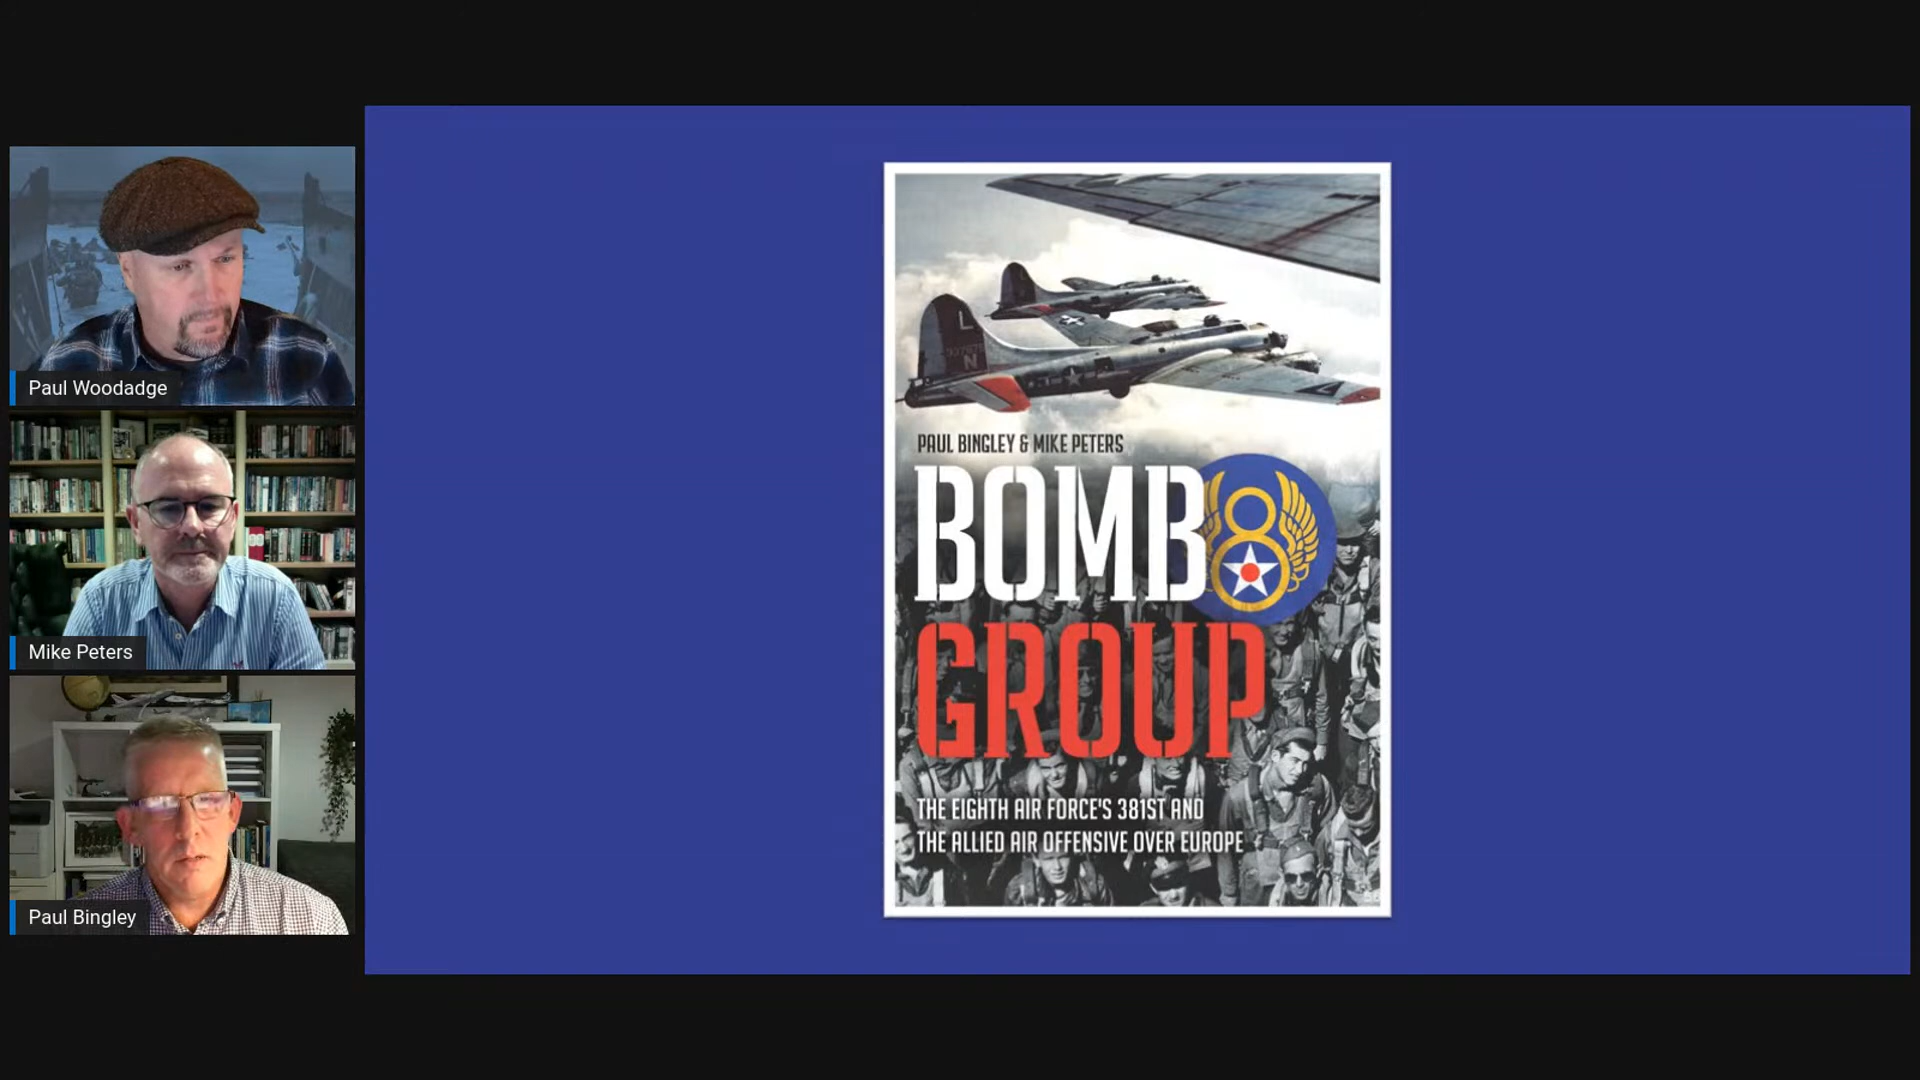 Paul Woodadge
Mike Peters
Paul Bingley
L
N
L
PAUL BINGLEY & MIKE PETERS
BOMB
8
GROUP
THE EIGHTH AIR FORCE'S 381ST AND
THE ALLIED AIR OFFENSIVE OVER EUROPE